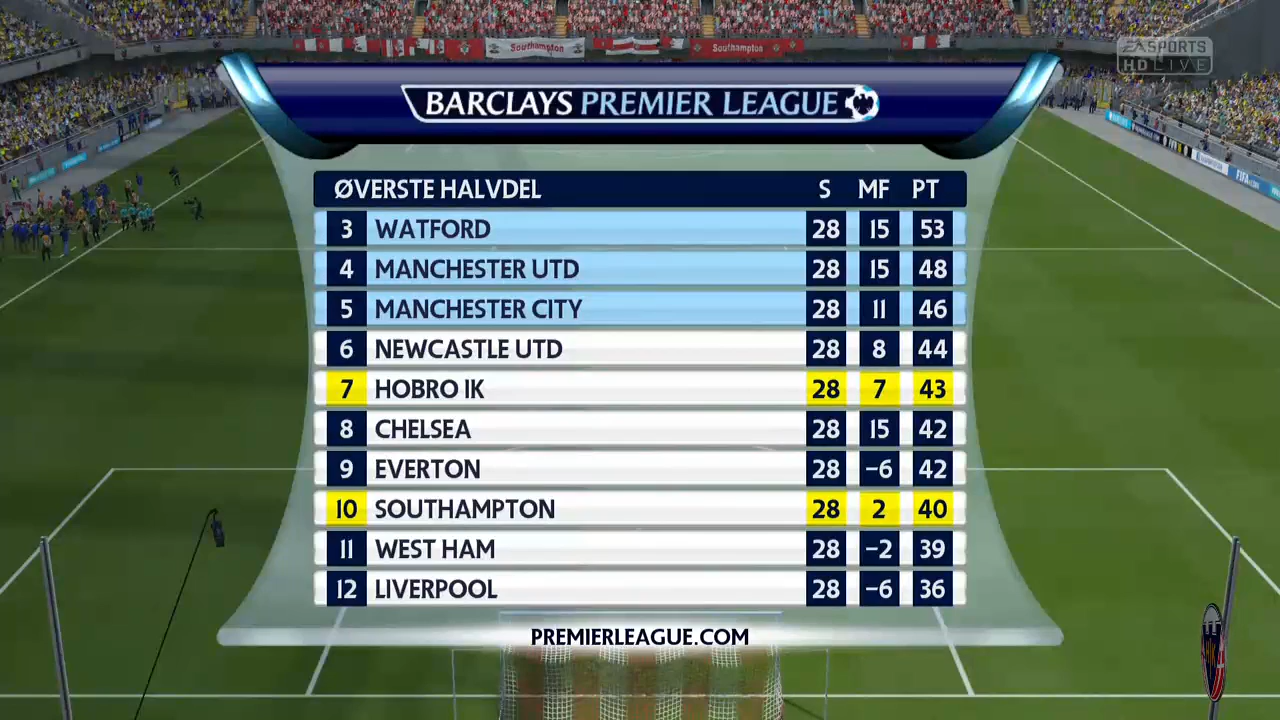 Southampton
Southampton
EA SPORTS
HD LIVE
BARCLAYS PREMIER LEAGUE
ØVERSTE HALVDEL S MF PT
3 WATFORD 28 15 53
4 MANCHESTER UTD 28 15 48
5 MANCHESTER CITY 28 11 46
6 NEWCASTLE UTD 28 8 44
7 HOBRO IK 28 7 43
8 CHELSEA 28 15 42
9 EVERTON 28 -6 42
10 SOUTHAMPTON 28 2 40
11 WEST HAM 28 -2 39
12 LIVERPOOL 28 -6 36
PREMIERLEAGUE.COM